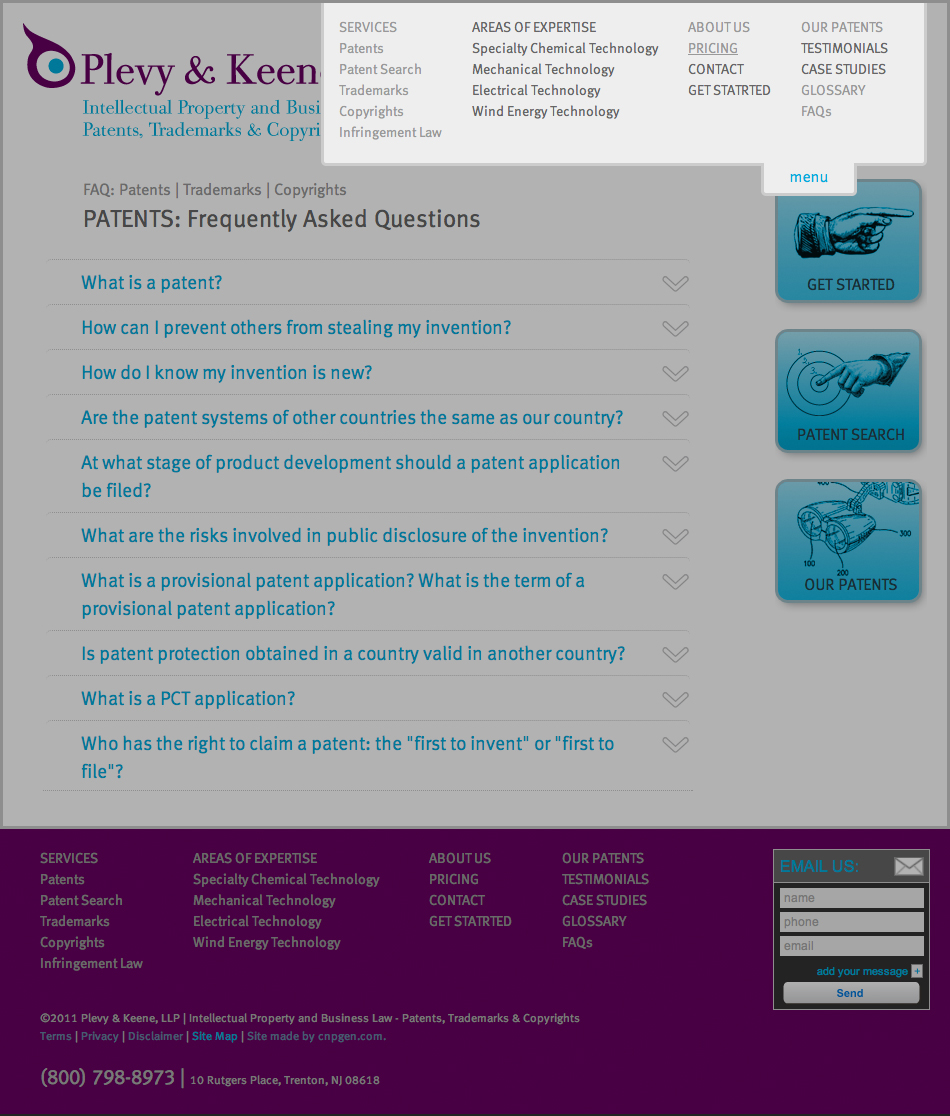 Plevy & Keene
Intellectual Property and Busi
Patents, Trademarks & Copyri
SERVICES
Patents
Patent Search
Trademarks
Copyrights
Infringement Law
AREAS OF EXPERTISE
Specialty Chemical Technology
Mechanical Technology
Electrical Technology
Wind Energy Technology
ABOUT US
PRICING
CONTACT
GET STATRTED
OUR PATENTS
TESTIMONIALS
CASE STUDIES
GLOSSARY
FAQs
menu
FAQ: Patents | Trademarks | Copyrights
PATENTS: Frequently Asked Questions
What is a patent?
How can I prevent others from stealing my invention?
How do I know my invention is new?
Are the patent systems of other countries the same as our country?
At what stage of product development should a patent application
be filed?
What are the risks involved in public disclosure of the invention?
What is a provisional patent application? What is the term of a
provisional patent application?
Is patent protection obtained in a country valid in another country?
What is a PCT application?
Who has the right to claim a patent: the "first to invent" or "first to
file"?
GET STARTED
1.
2.
3.
PATENT SEARCH
300
100
200
OUR PATENTS
SERVICES
Patents
Patent Search
Trademarks
Copyrights
Infringement Law
AREAS OF EXPERTISE
Specialty Chemical Technology
Mechanical Technology
Electrical Technology
Wind Energy Technology
ABOUT US
PRICING
CONTACT
GET STATRTED
OUR PATENTS
TESTIMONIALS
CASE STUDIES
GLOSSARY
FAQs
EMAIL US:
name
phone
email
add your message +
Send
©2011 Plevy & Keene, LLP | Intellectual Property and Business Law - Patents, Trademarks & Copyrights
Terms | Privacy | Disclaimer | Site Map | Site made by cnpgen.com.
(800) 798-8973 | 10 Rutgers Place, Trenton, NJ 08618